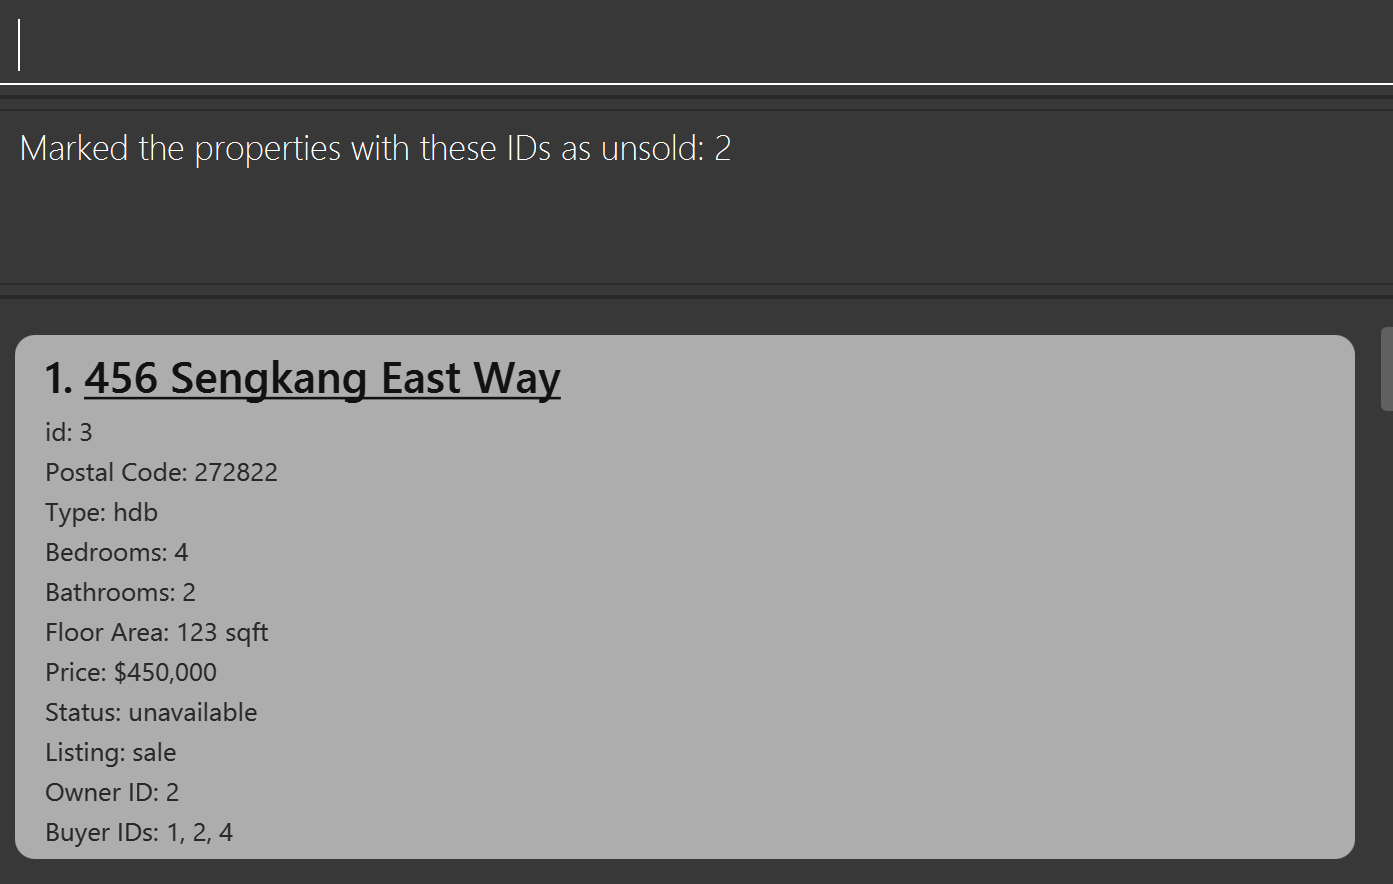 Marked the properties with these IDs as unsold: 2
1. 456 Sengkang East Way
id: 3
Postal Code: 272822
Type: hdb
Bedrooms: 4
Bathrooms: 2
Floor Area: 123 sqft
Price: $450,000
Status: unavailable
Listing: sale
Owner ID: 2
Buyer IDs: 1, 2, 4